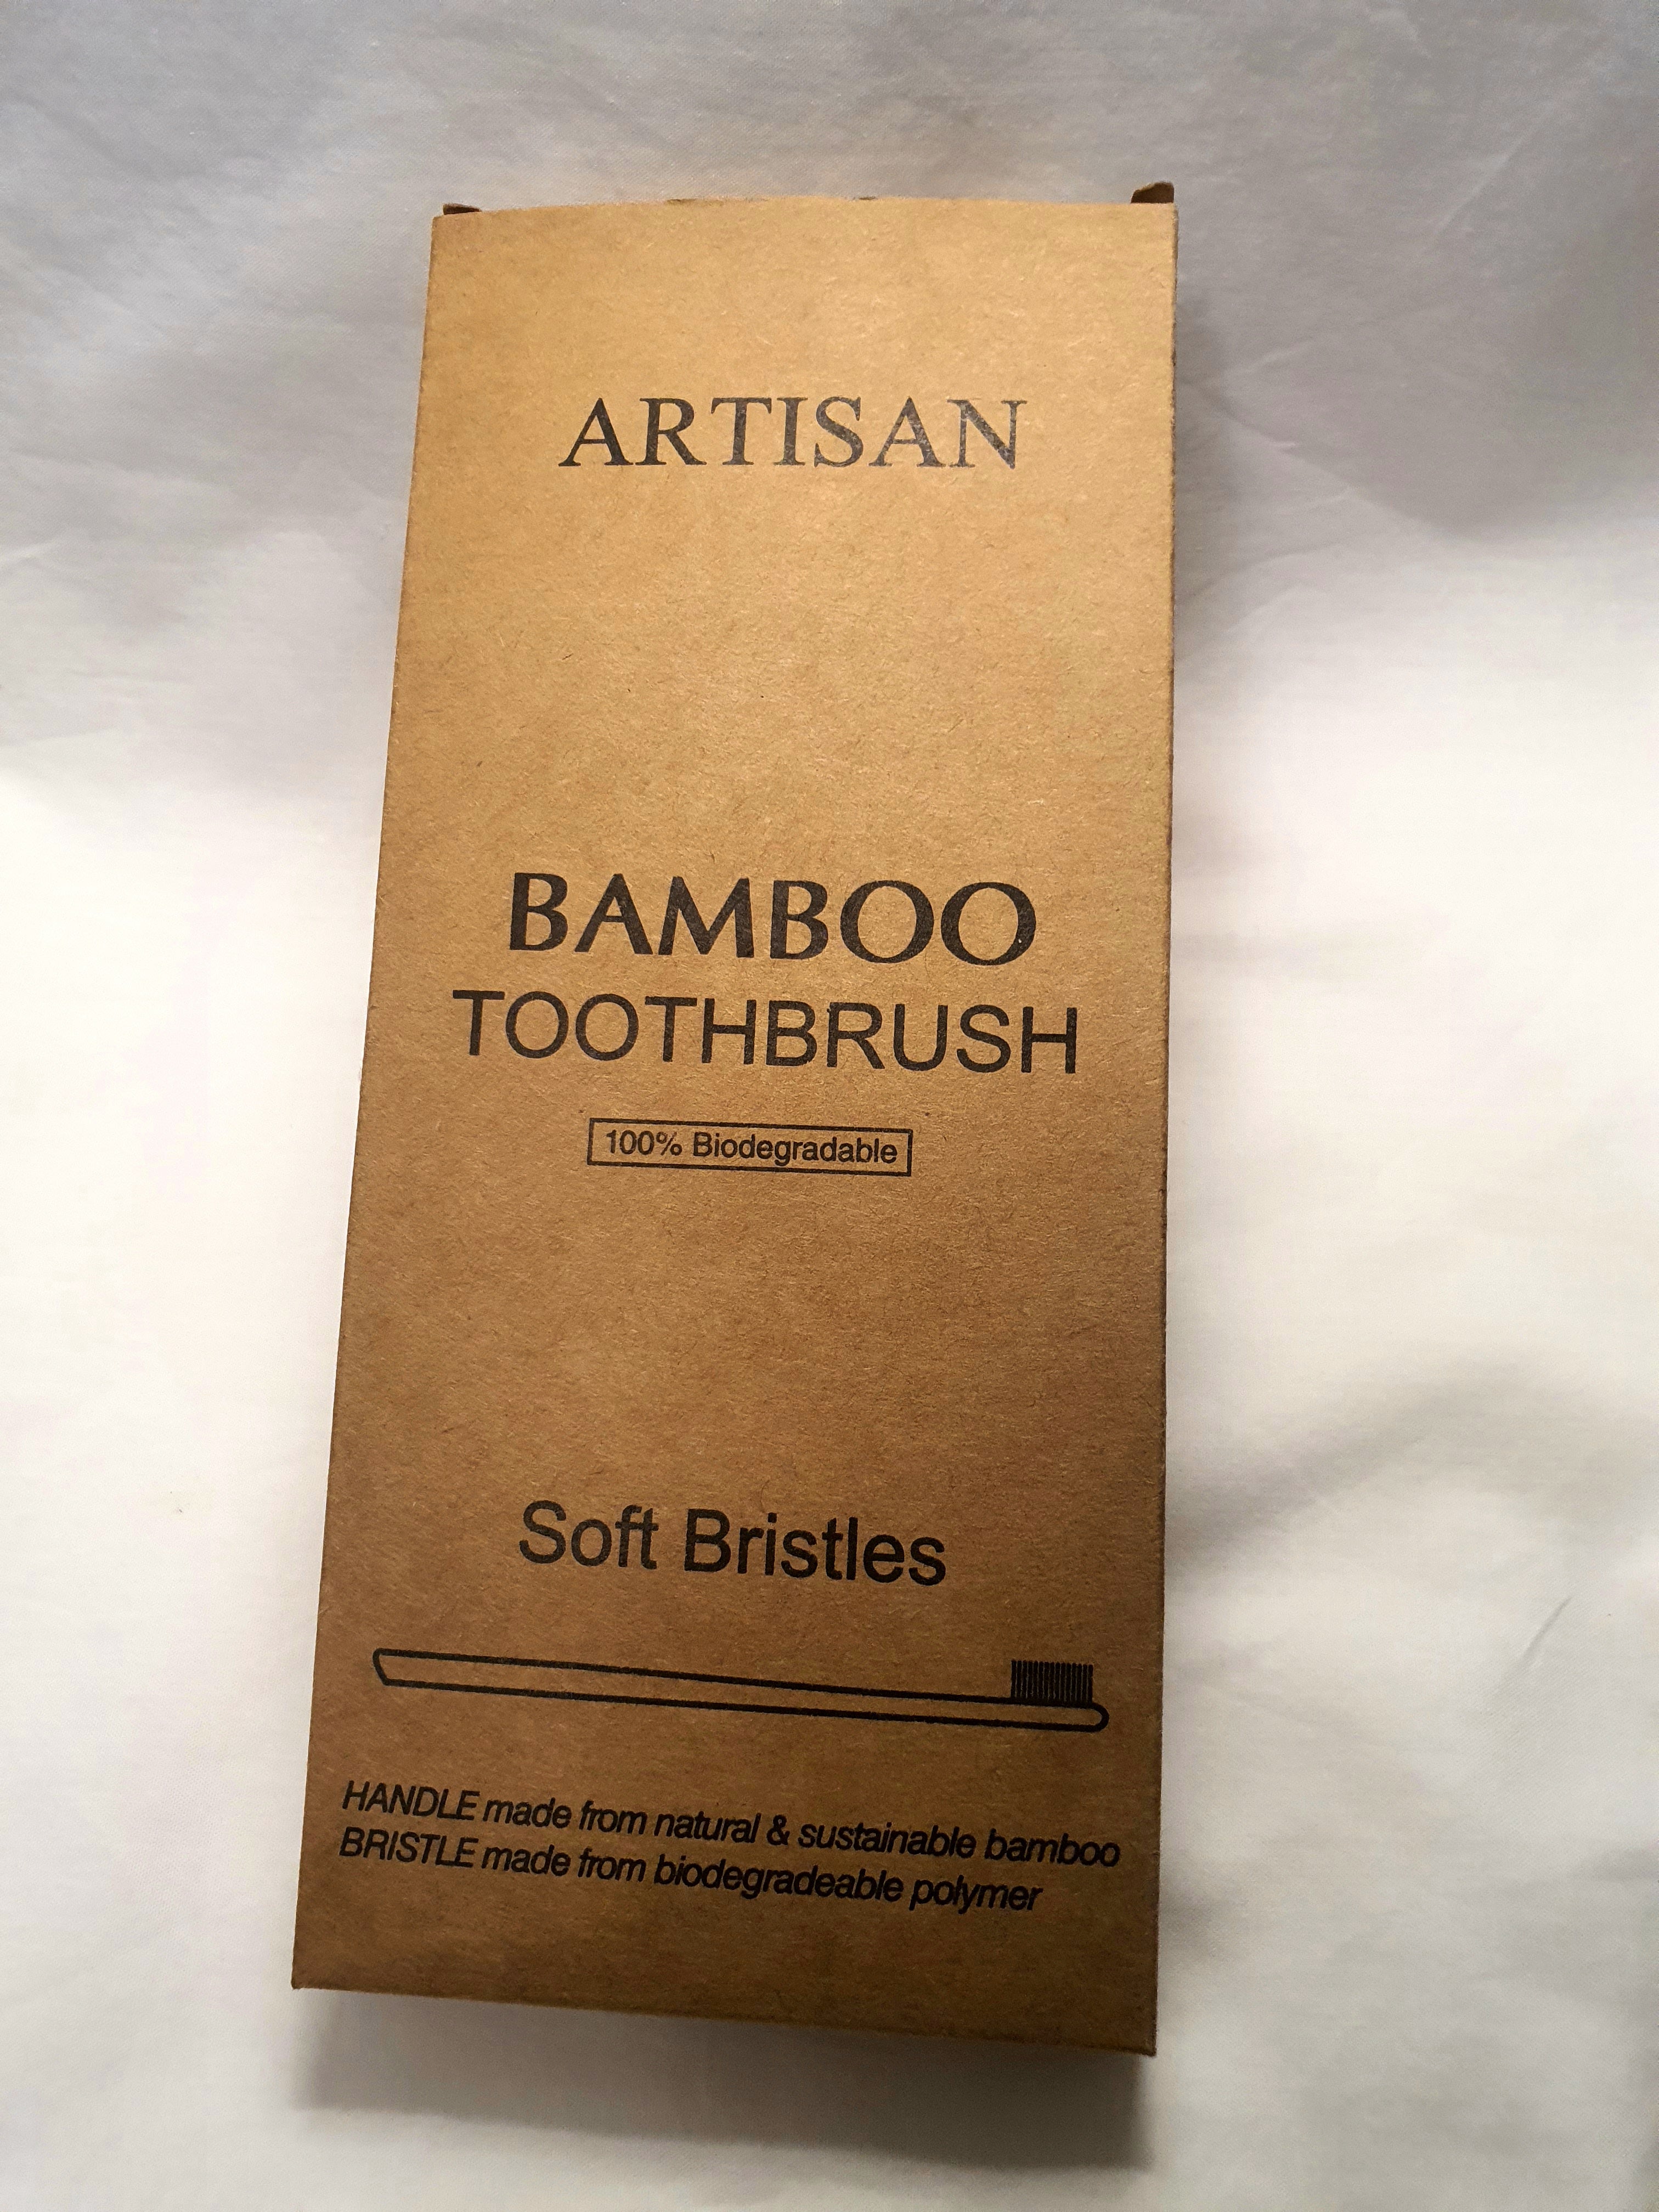 ARTISAN
BAMBOO
TOOTHBRUSH
100% Biodegradable
Soft Bristles
HANDLE made from natural & sustainable bamboo
BRISTLE made from biodegradeable polymer